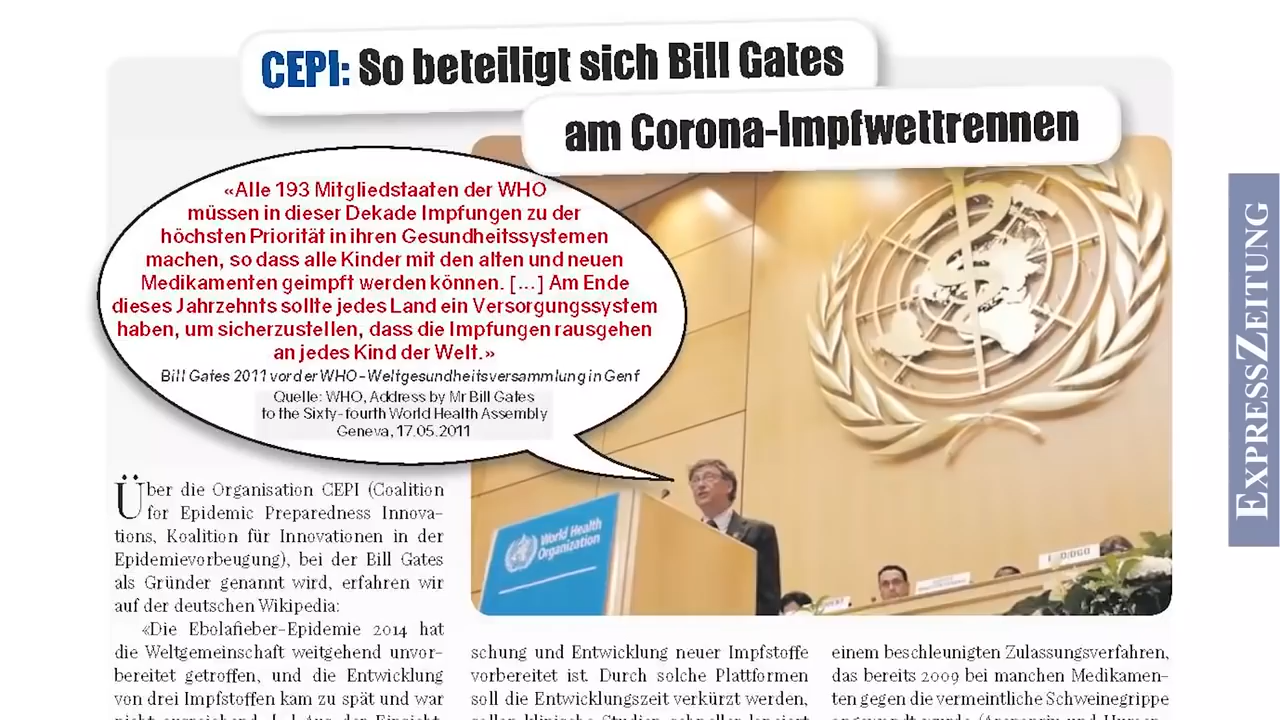 CEPI: So beteiligt sich Bill Gates
am Corona-Impfwettrennen
«Alle 193 Mitgliedstaaten der WHO
müssen in dieser Dekade Impfungen zu der
höchsten Priorität in ihren Gesundheitssystemen
machen, so dass alle Kinder mit den alten und neuen
Medikamenten geimpft werden können. [...] Am Ende
dieses Jahrzehnts sollte jedes Land ein Versorgungssystem
haben, um sicherzustellen, dass die Impfungen rausgehen
an jedes Kind der Welt.»
Bill Gates 2011 vor der WHO-Weltgesundheitsversammlung in Genf
Quelle: WHO, Address by Mr Bill Gates
to the Sixty-fourth World Health Assembly
Geneva, 17.05.2011
World Health
Organization
Über die Organisation CEPI (Coalition
for Epidemic Preparedness Innova-
tions, Koalition für Innovationen in der
Epidemievorbeugung), bei der Bill Gates
als Gründer genannt wird, erfahren wir
auf der deutschen Wikipedia:
«Die Ebolafieber-Epidemie 2014 hat
die Weltgemeinschaft weitgehend unvor-
bereitet getroffen, und die Entwicklung
von drei Impfstoffen kam zu spät und war
schung und Entwicklung neuer Impfstoffe
vorbereitet ist. Durch solche Plattformen
soll die Entwicklungszeit verkürzt werden,
einem beschleunigten Zulassungsverfahren,
das bereits 2009 bei manchen Medikamen-
ten gegen die vermeintliche Schweinegrippe
EXPRESSZEITUNG